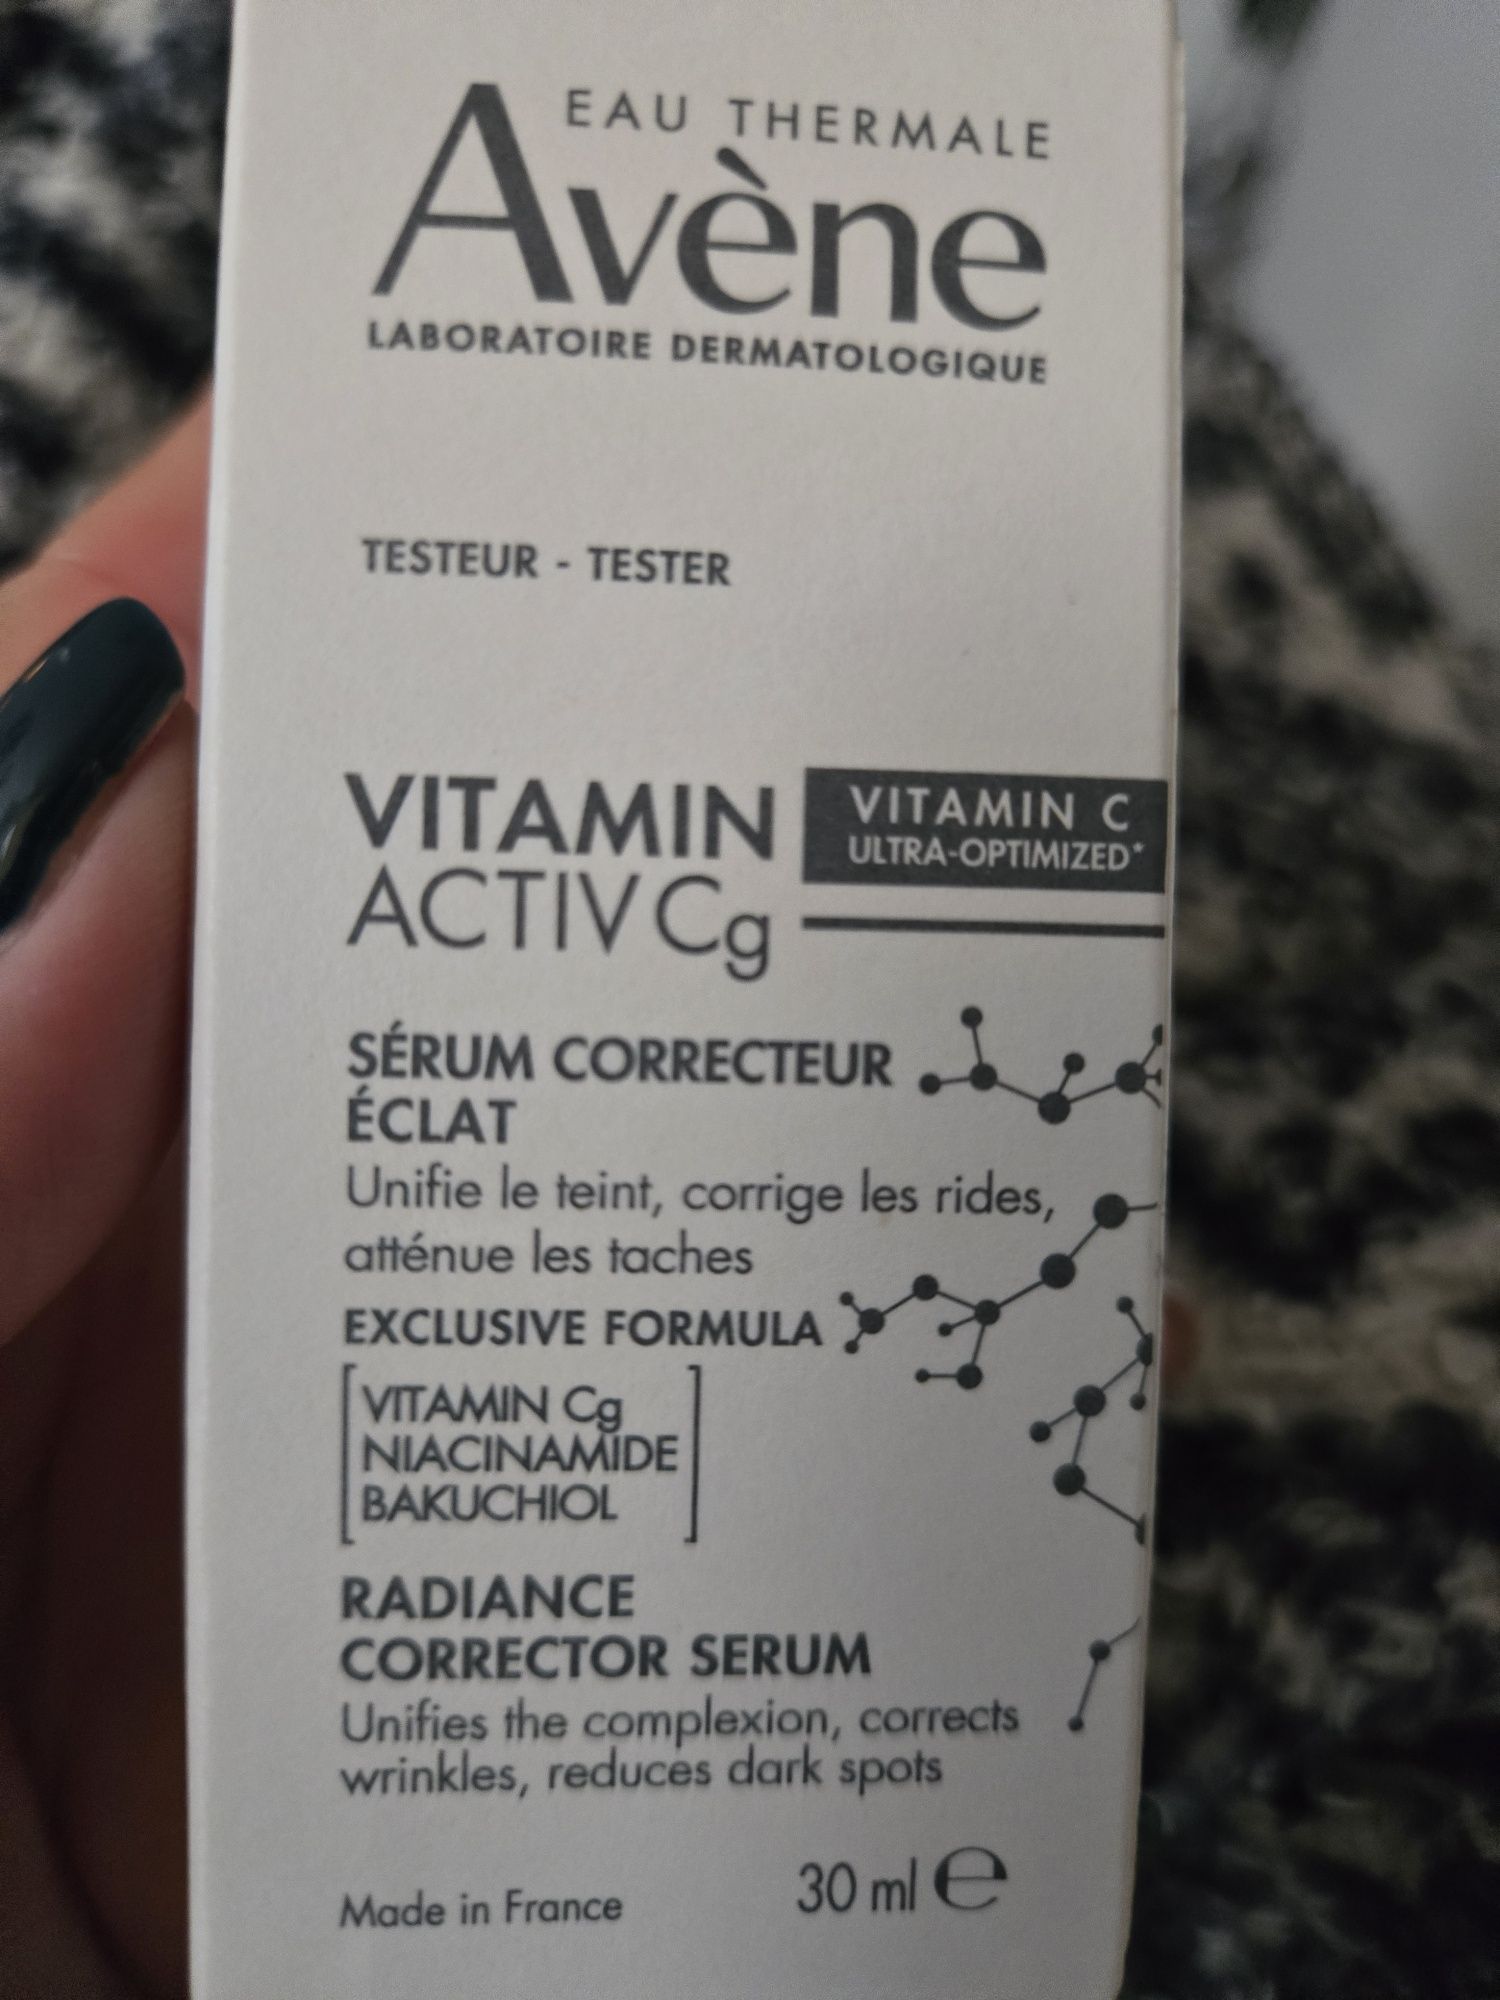 EAU THERMALE
Avène
LABORATOIRE DERMATOLOGIQUE
TESTEUR - TESTER
VITAMIN
ACTIV Cg
VITAMIN C
ULTRA-OPTIMIZED*
SÉRUM CORRECTEUR
ÉCLAT
Unifie le teint, corrige les rides,
atténue les taches
EXCLUSIVE FORMULA
VITAMIN Cg
NIACINAMIDE
BAKUCHIOL
RADIANCE
CORRECTOR SERUM
Unifies the complexion, corrects
wrinkles, reduces dark spots
Made in France
30 ml e